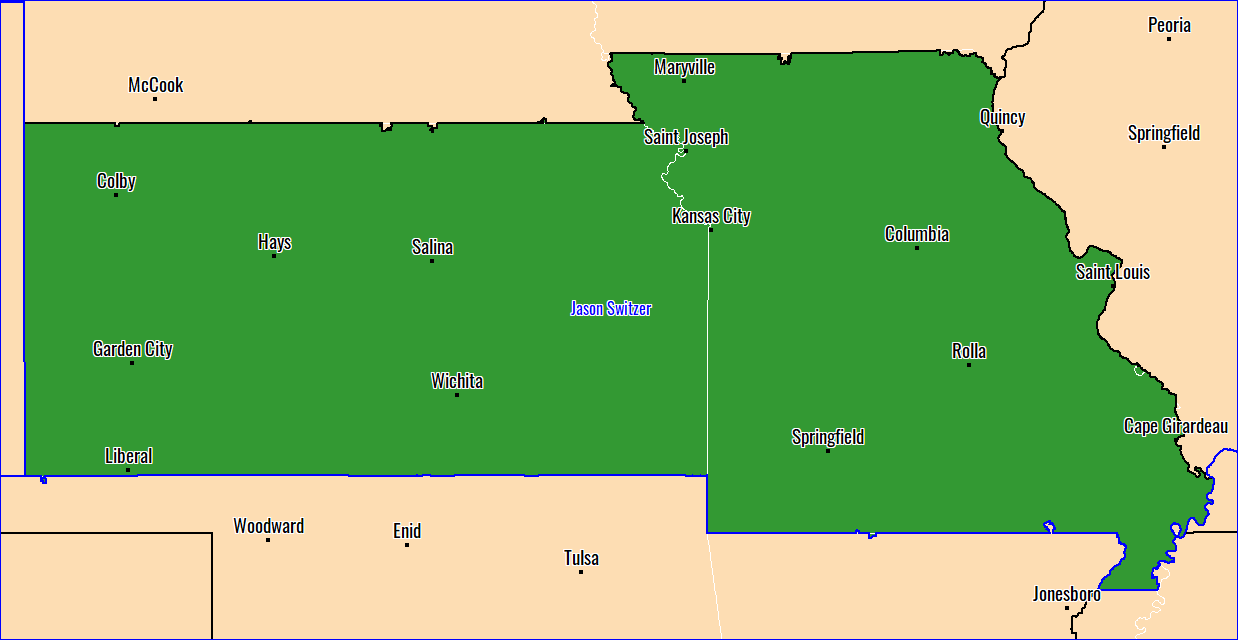 Peoria
Maryville
McCook
Quincy
Springfield
Saint Joseph
Colby
Kansas City
Columbia
Hays
Salina
Saint Louis
Jason Switzer
Garden City
Rolla
Wichita
Cape Girardeau
Springfield
Liberal
Woodward
Enid
Tulsa
Jonesboro